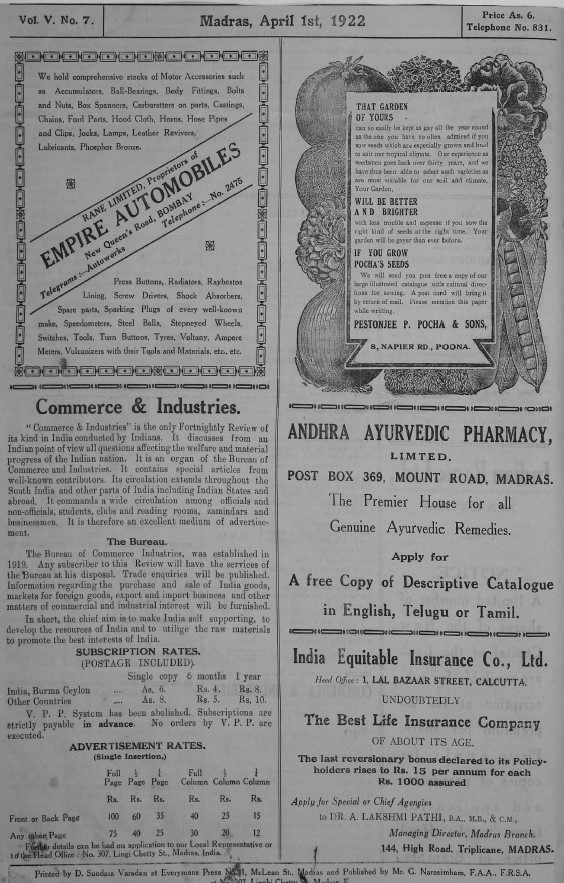 Vol. V. No. 7.
Madras, April 1st, 1922
Price As. 6.
Telephone No. 831.
We hold comprehensive stocks of Motor Accessories such
as Accumulators, Ball-Bearings, Body Fittings, Bolts
and Nuts, Box Spanners, Carburetters on parts, Castings,
Chains, Ford Parts, Hood Cloth, Horns, Hose Pipes
and Clips, Jocks, Lamps, Leather Revivers,
Lubricants, Phosphor Bronze.
RANE LIMITED, Proprietors of
EMPIRE AUTOMOBILES
New Queen's Road, BOMBAY
Telegrams :—Autoworks Telephone :— No. 2475
Press Buttons, Radiators, Raybestos
Lining, Screw Drivers, Shock Absorbers,
Spare parts, Sparking Plugs of every well-known
make, Speedometers, Steel Balls, Stepneyed Wheels,
Switches, Tools, Turn Buttons, Tyres, Voltany, Ampere
Meters, Vulcanizers with their Tools and Materials, etc., etc.
Commerce & Industries.
"Commerce & Industries" is the only Fortnightly Review of
its kind in India conducted by Indians. It discusses from an
Indian point of view all questions affecting the welfare and material
progress of the Indian nation. It is an organ of the Bureau of
Commerce and Industries. It contains special articles from
well-known contributors. Its circulation extends throughout the
South India and other parts of India including Indian States and
abroad. It commands a wide circulation among officials and
non-officials, students, clubs and reading rooms, zamindars and
businessmen. It is therefore an excellent medium of advertise-
ment.
The Bureau.
The Bureau of Commerce Industries, was established in
1919. Any subscriber to this Review will have the services of
the Bureau at his disposal. Trade enquiries will be published.
Information regarding the purchase and sale of India goods,
markets for foreign goods, export and import business and other
matters of commercial and industrial interest will be furnished.
In short, the chief aim is to make India self supporting, to
develop the resources of India and to utilige the raw materials
to promote the best interests of India.
SUBSCRIPTION RATES.
(POSTAGE INCLUDED).
Single copy 6 months 1 year
India, Burma Ceylon .... As. 6. Rs. 4. Rs. 8.
Other Countries .... As. 8. Rs. 5. Rs. 10.
V. P. P. System has been abolished. Subscriptions are
strictly payable in advance. No orders by V. P. P. are
executed.
ADVERTISEMENT RATES.
(Single Insertion,)
Full ½ ¼ Full ½ ¼
Page Page Page Column Column Column
Rs. Rs. Rs. Rs. Rs. Rs.
Front or Back Page 100 60 35 40 25 15
Any other Page 75 40 25 30 20 12
Further details can be had on application to our Local Representative or
to the Head Office : No. 307, Lingi Chetty St., Madras, India.
THAT GARDEN
OF YOURS
can so easily be kept as gay all the year round
as the one you have so often admired if you
sow seeds which are especially grown and bred
to suit our tropical climate. Our experience as
seedsmen goes back over thirty years, and we
have thus been able to select such varieties as
are most suitable for our soil and climate.
Your Garden,
WILL BE BETTER
AND BRIGHTER
with less trouble and expense if you sow the
right kind of seeds at the right time. Your
garden will be gayer than ever before.
IF YOU GROW
POCHA'S SEEDS
We will send you post free a copy of our
large illustrated catalogue with cultural direc-
tions for sowing. A post card will bring it
by return of mail. Please mention this paper
while writing.
PESTONJEE P. POCHA & SONS,
8, NAPIER RD., POONA.
ANDHRA AYURVEDIC PHARMACY,
LIMTED.
POST BOX 369, MOUNT ROAD, MADRAS.
The Premier House for all
Genuine Ayurvedic Remedies.
Apply for
A free Copy of Descriptive Catalogue
in English, Telugu or Tamil.
India Equitable Insurance Co., Ltd.
Head Office : 1, LAL BAZAAR STREET, CALCUTTA.
UNDOUBTEDLY
The Best Life Insurance Company
OF ABOUT ITS AGE.
The last reversionary bonus declared to its Policy-
holders rises to Rs. 15 per annum for each
Rs. 1000 assured
Apply for Special or Chief Agencies
to DR. A. LAKSHMI PATHI, B.A., M.B., & C.M.,
Managing Director, Madras Branch.
144, High Road, Triplicane, MADRAS.
Printed by D. Sundara Varadan at Everymans Press McLean St., Madras and Published by Mr. G. Narasimham, F.A.A., F.R.S.A,